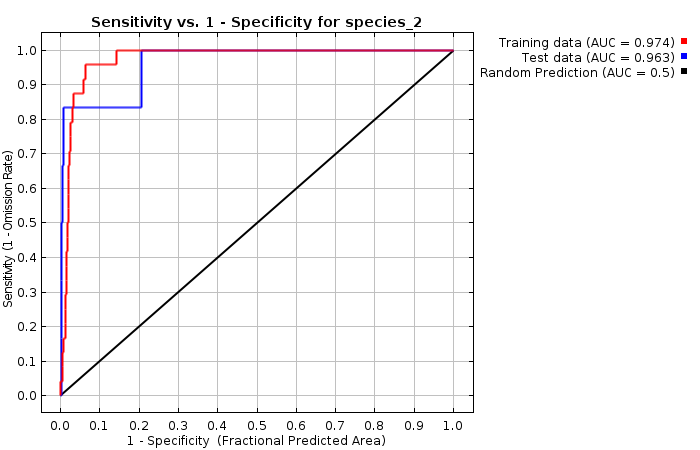 Sensitivity vs. 1 - Specificity for species_2
Training data (AUC = 0.974)
Test data (AUC = 0.963)
Random Prediction (AUC = 0.5)
Sensitivity (1 - Omission Rate)
1.0
0.9
0.8
0.7
0.6
0.5
0.4
0.3
0.2
0.1
0.0
0.0 0.1 0.2 0.3 0.4 0.5 0.6 0.7 0.8 0.9 1.0
1 - Specificity (Fractional Predicted Area)